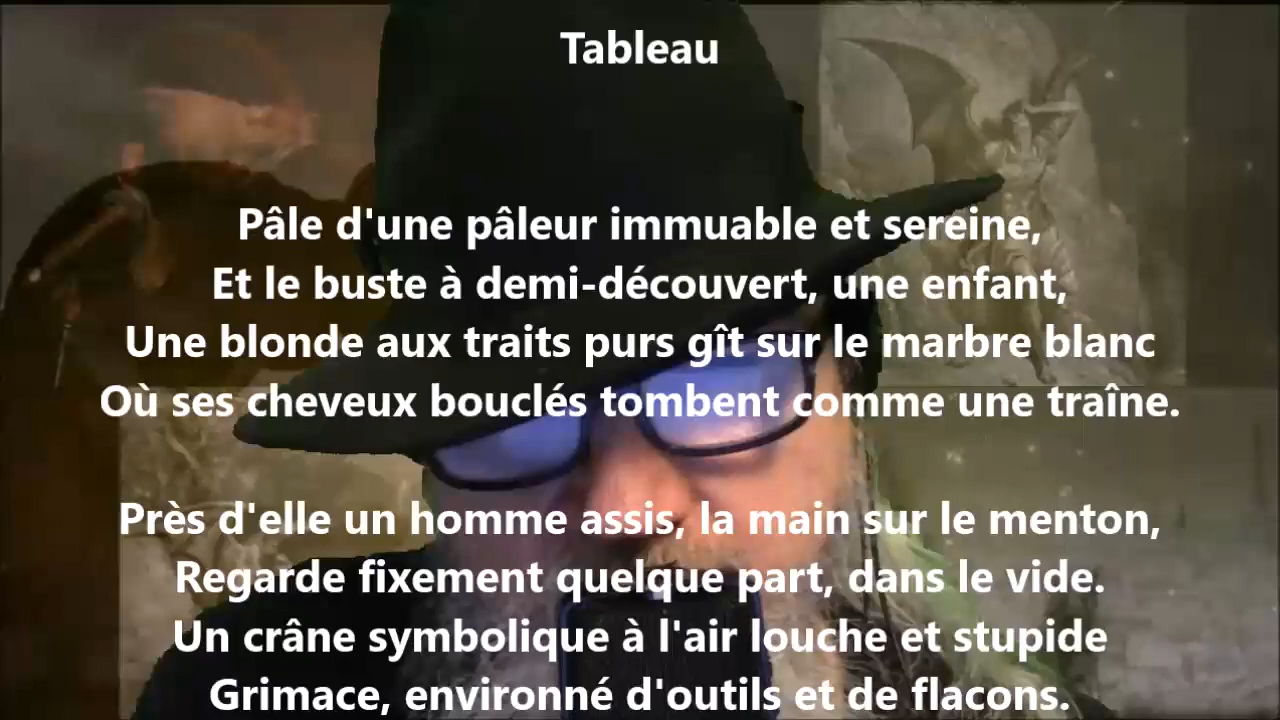 Tableau
Pâle d'une pâleur immuable et sereine,
Et le buste à demi-découvert, une enfant,
Une blonde aux traits purs gît sur le marbre blanc
Où ses cheveux bouclés tombent comme une traîne.
Près d'elle un homme assis, la main sur le menton,
Regarde fixement quelque part, dans le vide.
Un crâne symbolique à l'air louche et stupide
Grimace, environné d'outils et de flacons.